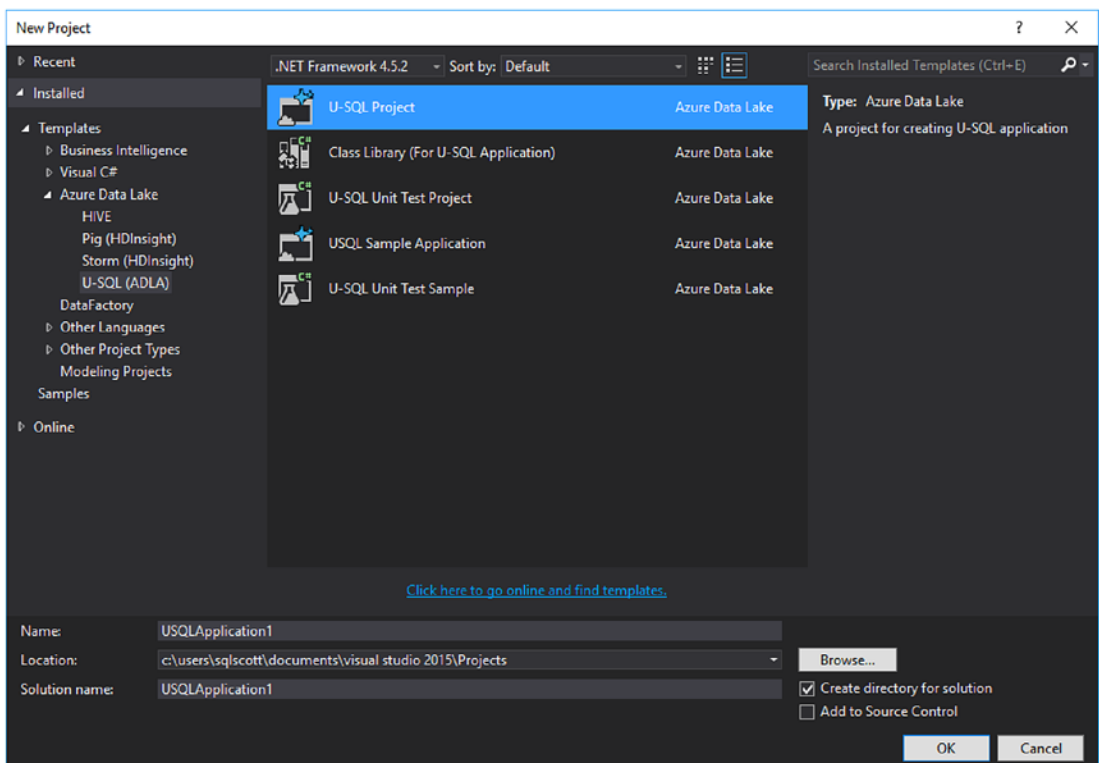 New Project
?
Recent
Installed
Templates
Business Intelligence
Visual C#
Azure Data Lake
HIVE
Pig (HDInsight)
Storm (HDInsight)
U-SQL (ADLA)
DataFactory
Other Languages
Other Project Types
Modeling Projects
Samples
Online
.NET Framework 4.5.2 Sort by: Default
U-SQL Project Azure Data Lake
C# Class Library (For U-SQL Application) Azure Data Lake
C# U-SQL Unit Test Project Azure Data Lake
USQL Sample Application Azure Data Lake
C# U-SQL Unit Test Sample Azure Data Lake
Click here to go online and find templates.
Search Installed Templates (Ctrl+E)
Type: Azure Data Lake
A project for creating U-SQL application
Name: USQLApplication1
Location: c:\users\sqlscott\documents\visual studio 2015\Projects Browse...
Solution name: USQLApplication1
Create directory for solution
Add to Source Control
OK Cancel